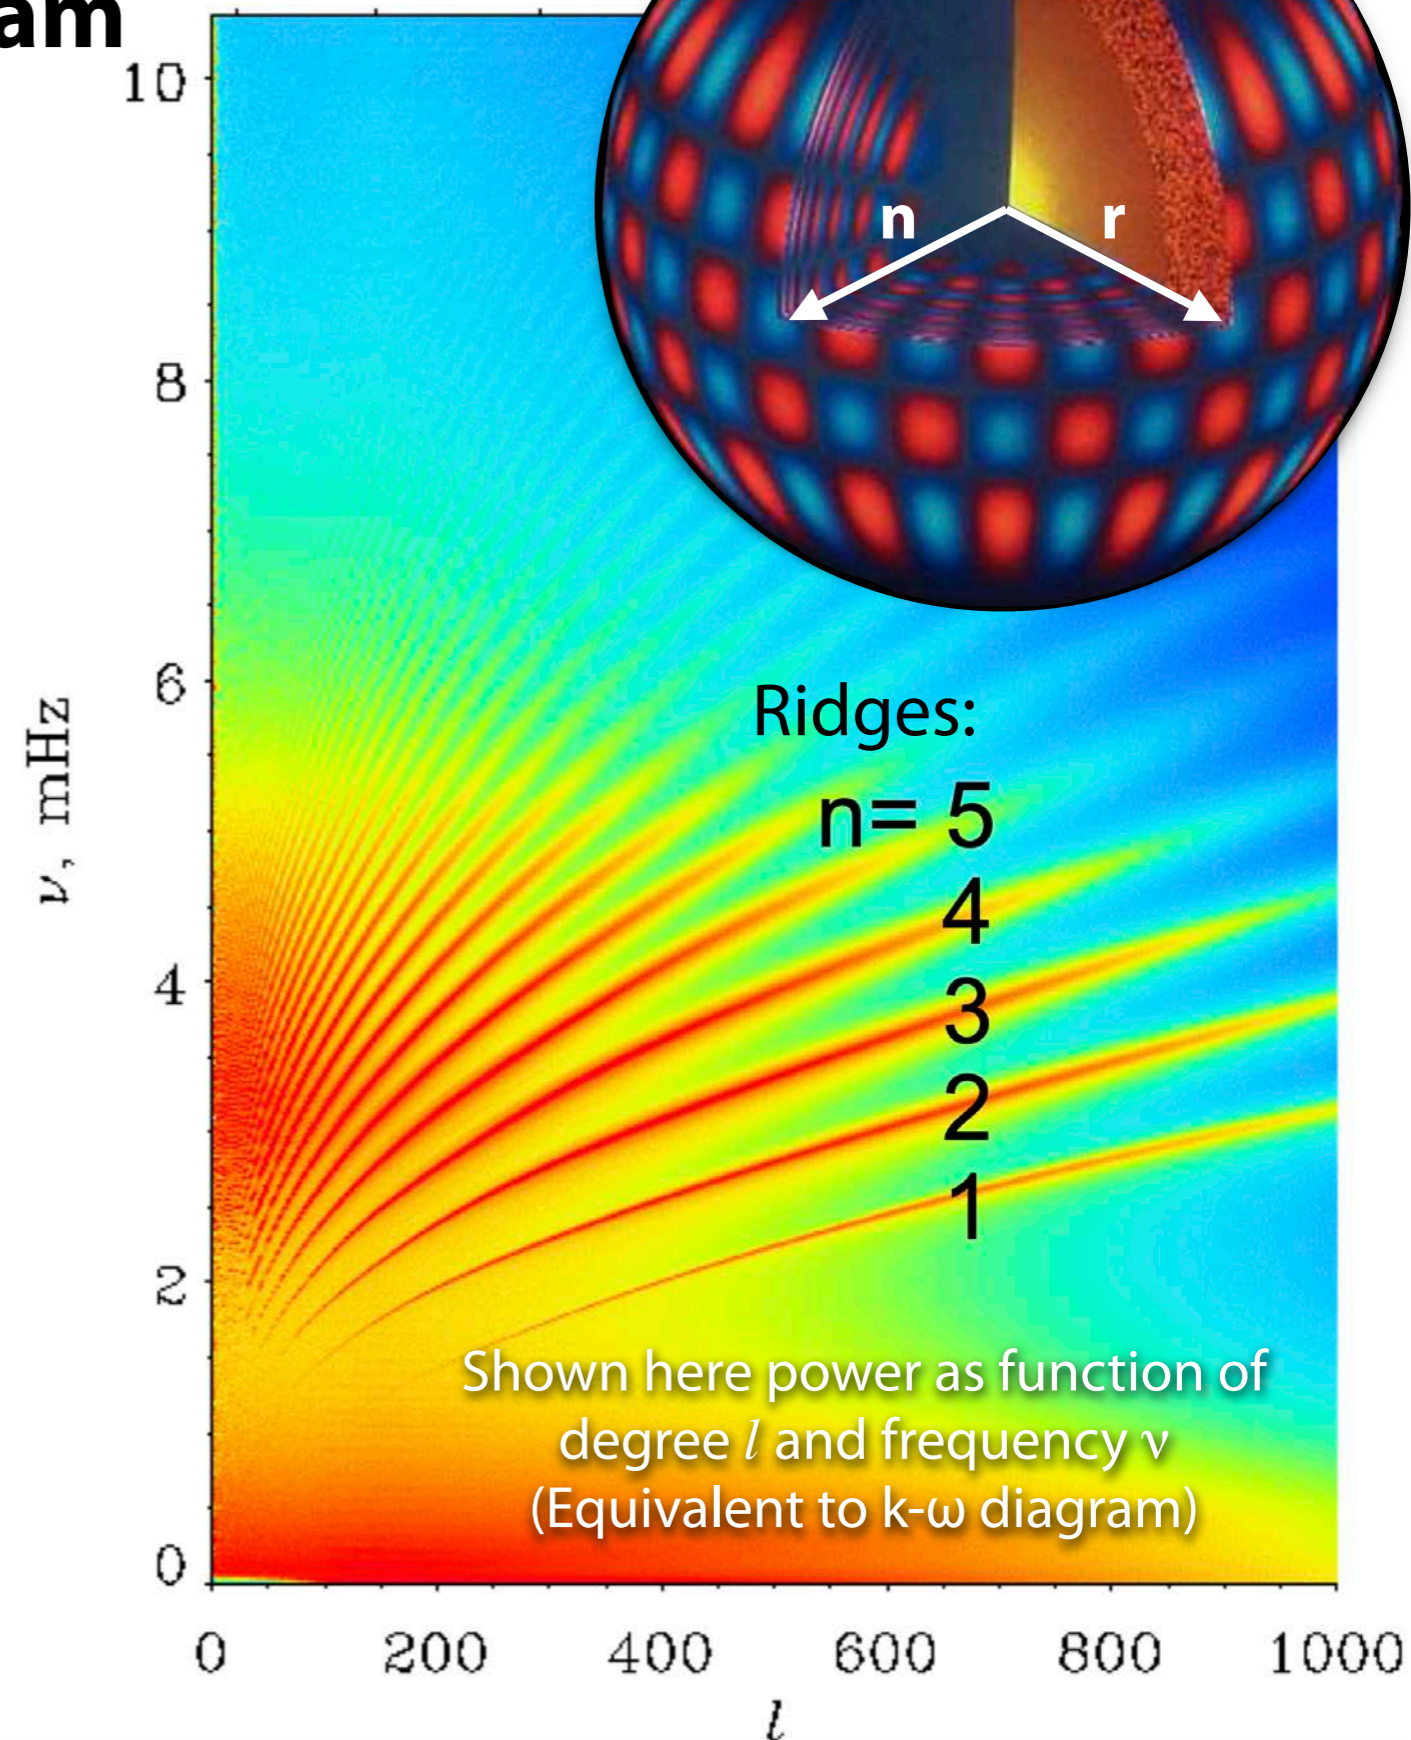 am
10
n r
8
6
ν, mHz
Ridges:
n= 5
4
4
3
2
1
2
Shown here power as function of
degree l and frequency ν
(Equivalent to k-ω diagram)
0
0 200 400 600 800 1000
l